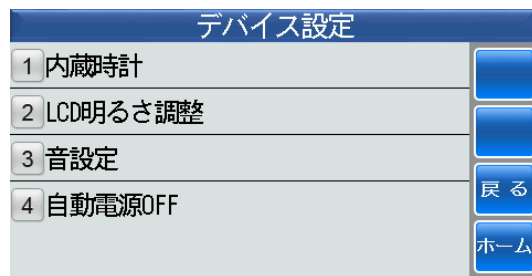 デバイス設定
1 内蔵時計
2 LCD明るさ調整
3 音設定
4 自動電源OFF
戻る
ホーム